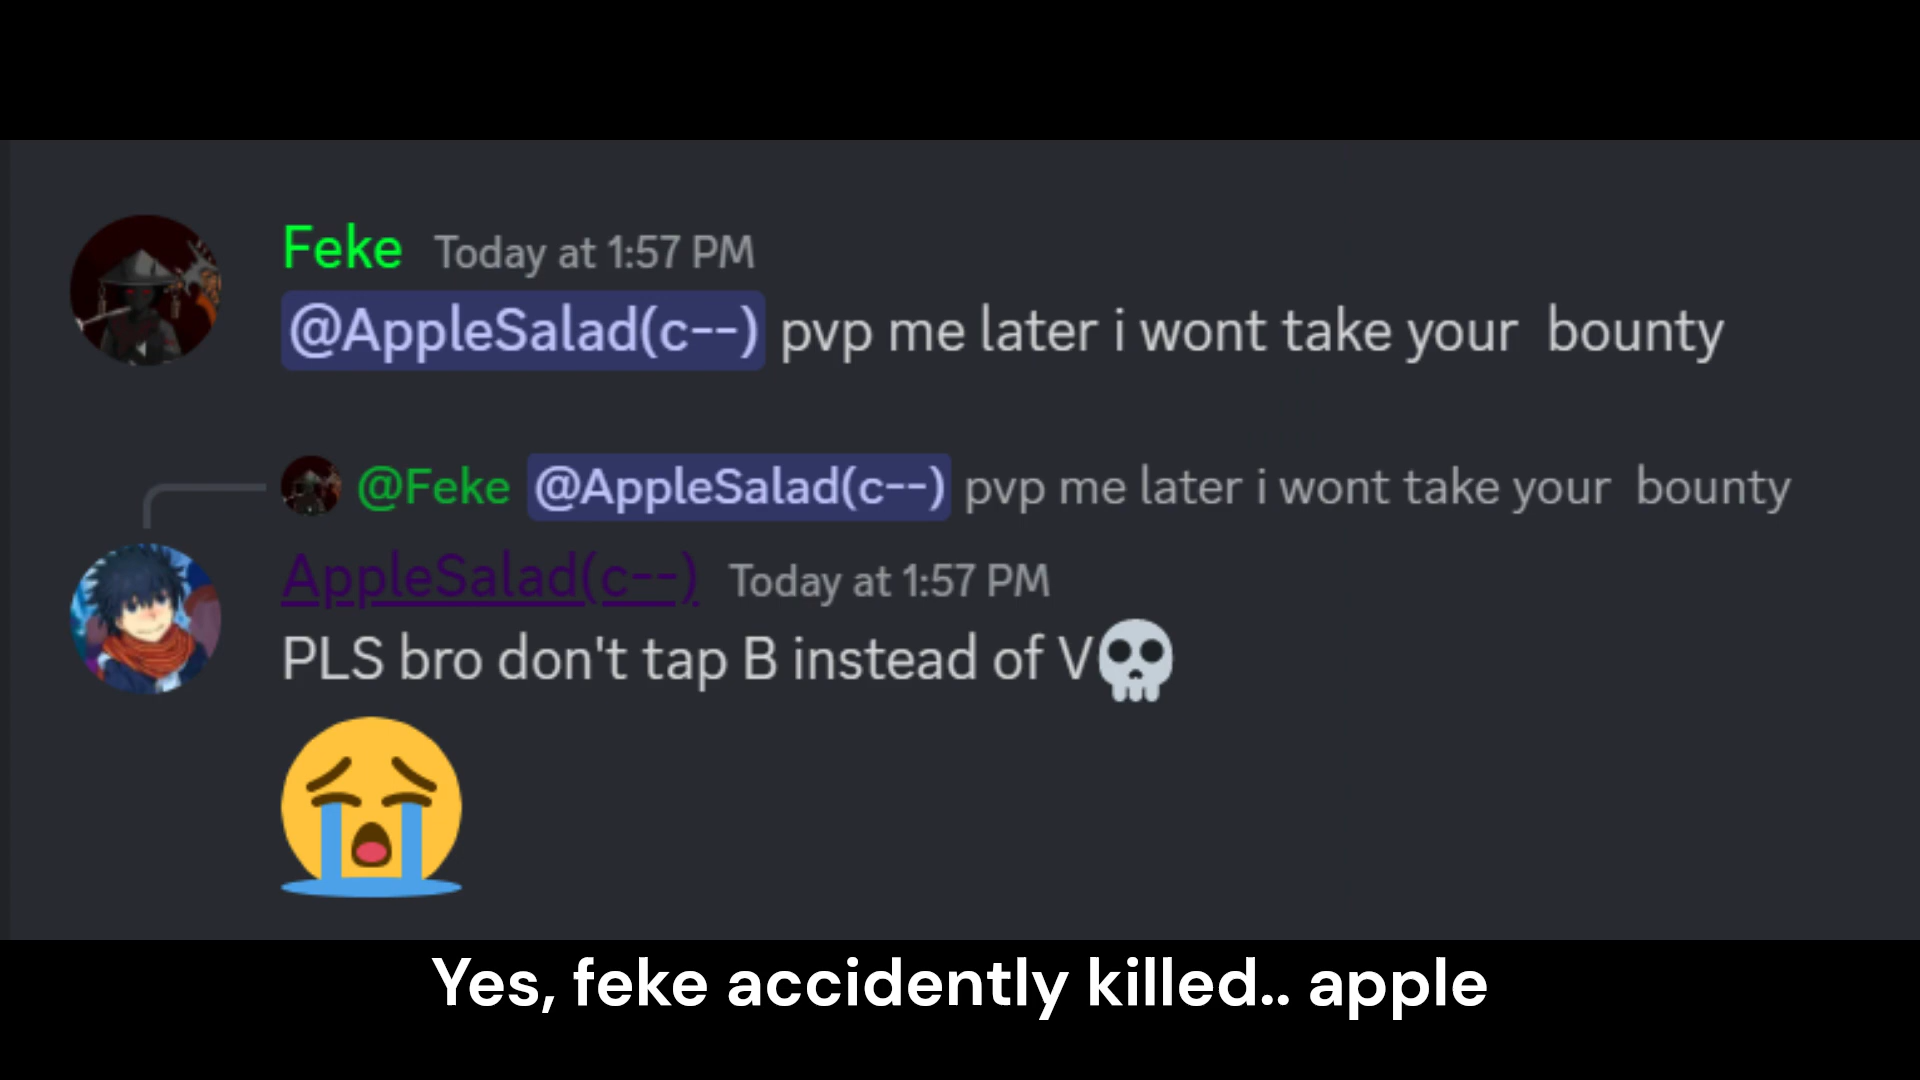 Feke Today at 1:57 PM
@AppleSalad(c--) pvp me later i wont take your  bounty
@Feke @AppleSalad(c--) pvp me later i wont take your  bounty
AppleSalad(c--) Today at 1:57 PM
PLS bro don't tap B instead of V💀
😭
Yes, feke accidently killed.. apple